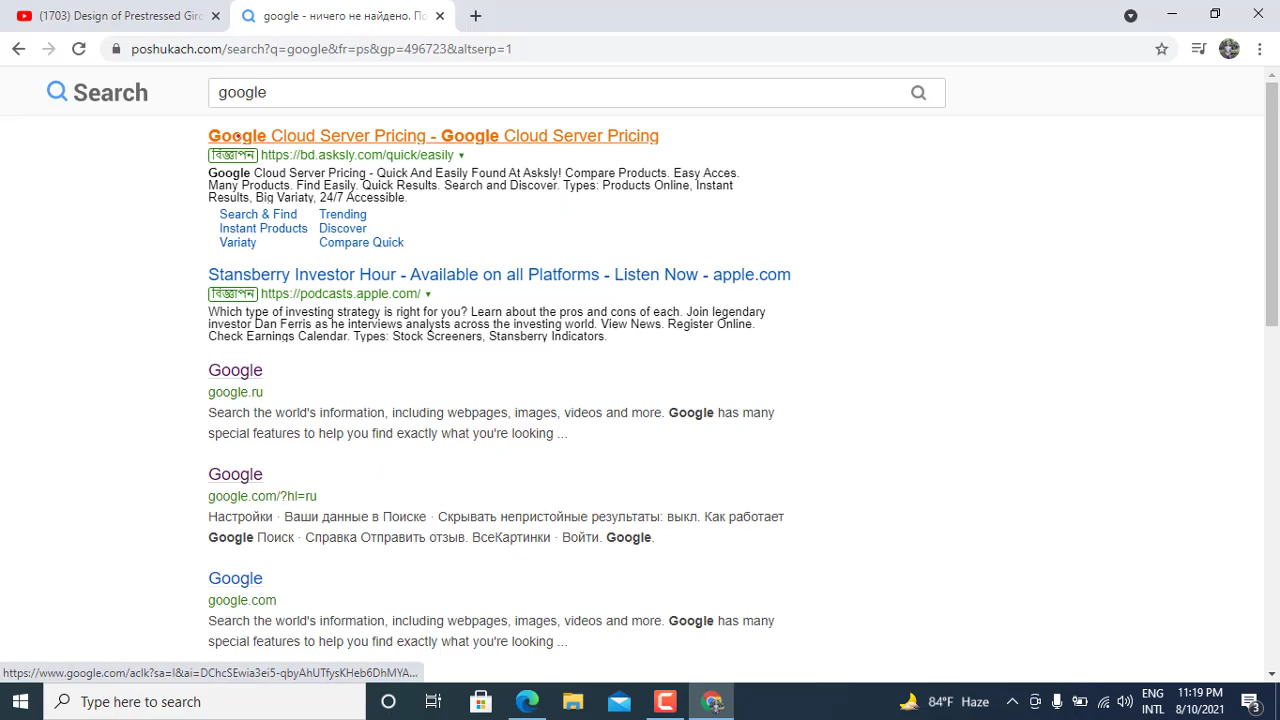 (1703) Design of Prestressed Gird
google - ничего не найдено. По
poshukach.com/search?q=google&fr=ps&gp=496723&altserp=1
Search
google
Google Cloud Server Pricing - Google Cloud Server Pricing
বিজ্ঞাপন https://bd.asksly.com/quick/easily
Google Cloud Server Pricing - Quick And Easily Found At Asksly! Compare Products. Easy Acces.
Many Products. Find Easily. Quick Results. Search and Discover. Types: Products Online, Instant
Results, Big Variaty, 24/7 Accessible.
Search & Find Trending
Instant Products Discover
Variaty Compare Quick
Stansberry Investor Hour - Available on all Platforms - Listen Now - apple.com
বিজ্ঞাপন https://podcasts.apple.com/
Which type of investing strategy is right for you? Learn about the pros and cons of each. Join legendary
investor Dan Ferris as he interviews analysts across the investing world. View News. Register Online.
Check Earnings Calendar. Types: Stock Screeners, Stansberry Indicators.
Google
google.ru
Search the world's information, including webpages, images, videos and more. Google has many
special features to help you find exactly what you're looking ...
Google
google.com/?hl=ru
Настройки · Ваши данные в Поиске · Скрывать непристойные результаты: выкл. Как работает
Google Поиск · Справка Отправить отзыв. ВсеКартинки · Войти. Google.
Google
google.com
Search the world's information, including webpages, images, videos and more. Google has many
special features to help you find exactly what you're looking ...
https://www.google.com/aclk?sa=l&ai=DChcSEwia3ei5-qbyAhUTfysKHeb6DhMYA...
Type here to search
84°F Haze
ENG
INTL
11:19 PM
8/10/2021
3